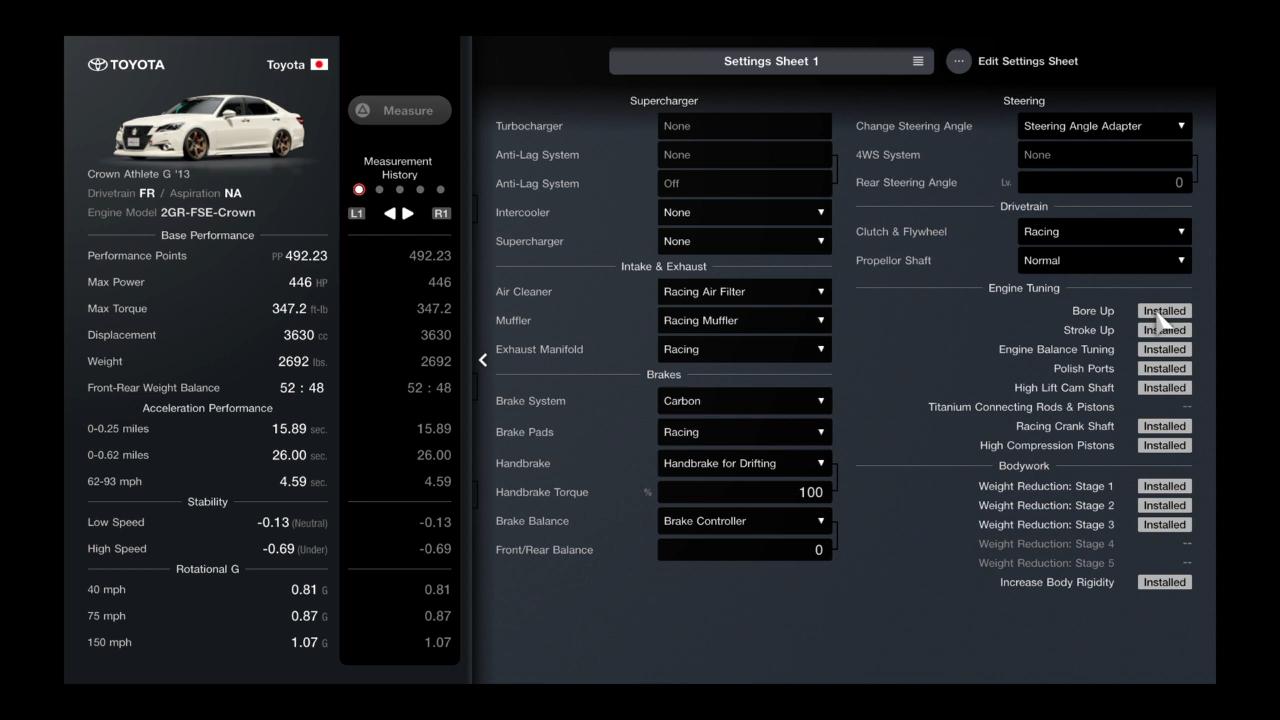 TOYOTA
Toyota
Crown Athlete G '13
Drivetrain FR / Aspiration NA
Engine Model 2GR-FSE-Crown
Base Performance
Performance Points PP 492.23
Max Power 446 HP
Max Torque 347.2 ft-lb
Displacement 3630 cc
Weight 2692 lbs.
Front-Rear Weight Balance 52 : 48
Acceleration Performance
0-0.25 miles 15.89 sec.
0-0.62 miles 26.00 sec.
62-93 mph 4.59 sec.
Stability
Low Speed -0.13 (Neutral)
High Speed -0.69 (Under)
Rotational G
40 mph 0.81 G
75 mph 0.87 G
150 mph 1.07 G
Measure
Measurement
History
L1 R1
492.23
446
347.2
3630
2692
52 : 48
15.89
26.00
4.59
-0.13
-0.69
0.81
0.87
1.07
Settings Sheet 1
Edit Settings Sheet
Supercharger
Turbocharger None
Anti-Lag System None
Anti-Lag System Off
Intercooler None
Supercharger None
Intake & Exhaust
Air Cleaner Racing Air Filter
Muffler Racing Muffler
Exhaust Manifold Racing
Brakes
Brake System Carbon
Brake Pads Racing
Handbrake Handbrake for Drifting
Handbrake Torque % 100
Brake Balance Brake Controller
Front/Rear Balance 0
Steering
Change Steering Angle Steering Angle Adapter
4WS System None
Rear Steering Angle Lv. 0
Drivetrain
Clutch & Flywheel Racing
Propellor Shaft Normal
Engine Tuning
Bore Up Installed
Stroke Up Installed
Engine Balance Tuning Installed
Polish Ports Installed
High Lift Cam Shaft Installed
Titanium Connecting Rods & Pistons --
Racing Crank Shaft Installed
High Compression Pistons Installed
Bodywork
Weight Reduction: Stage 1 Installed
Weight Reduction: Stage 2 Installed
Weight Reduction: Stage 3 Installed
Weight Reduction: Stage 4 --
Weight Reduction: Stage 5 --
Increase Body Rigidity Installed